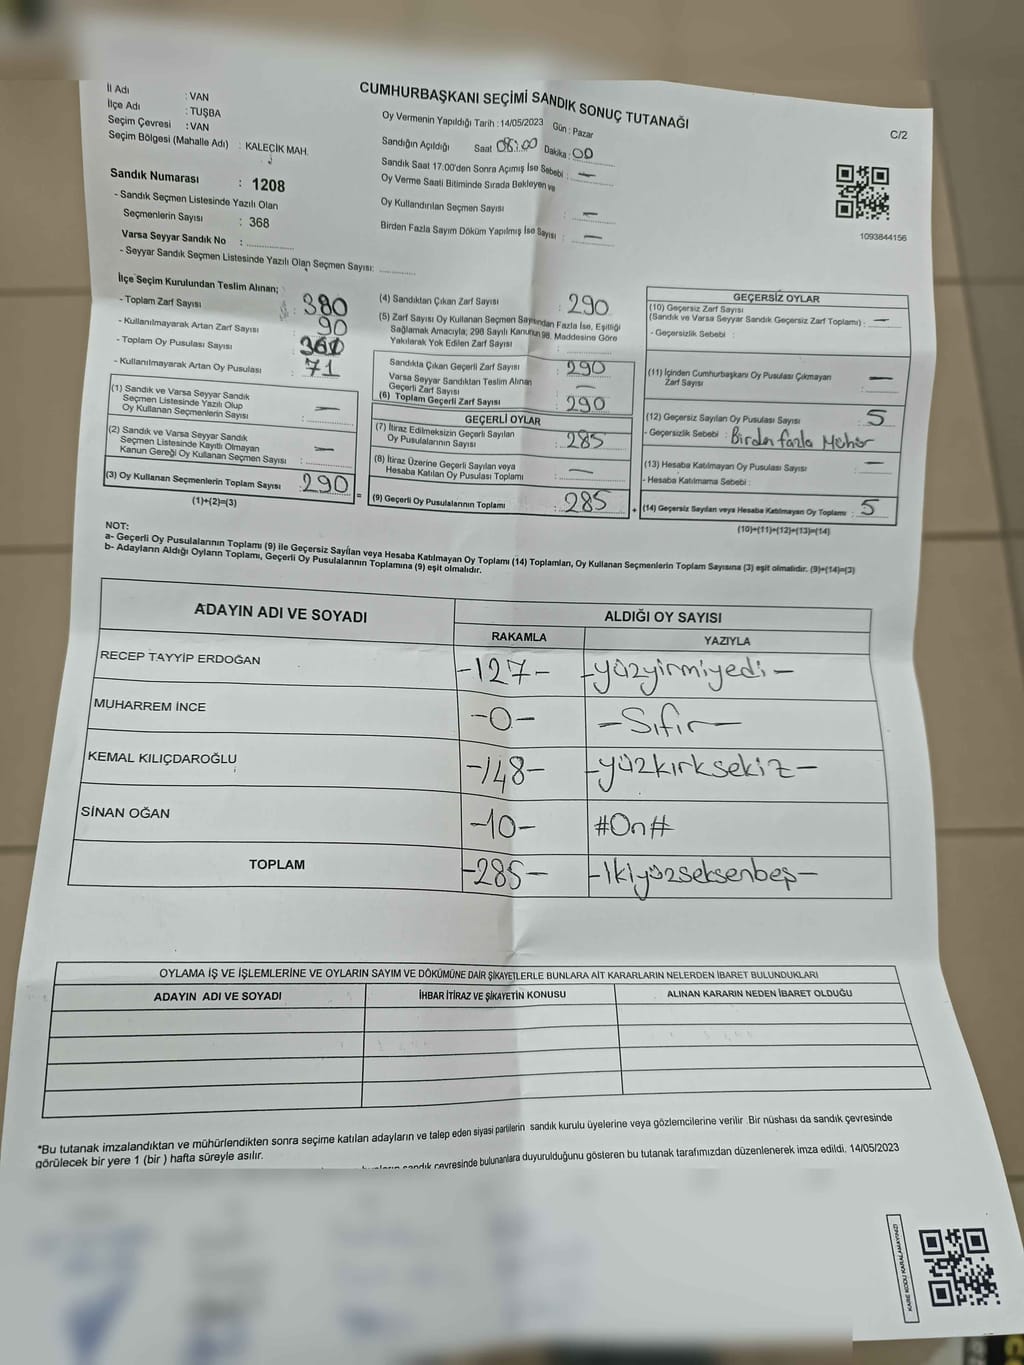 CUMHURBAŞKANI SEÇİMİ SANDIK SONUÇ TUTANAĞI
C/2
İl Adı : VAN
İlçe Adı : TUŞBA
Seçim Çevresi : VAN
Seçim Bölgesi (Mahalle Adı) : KALEÇİK MAH.
Sandık Numarası : 1208
- Sandık Seçmen Listesinde Yazılı Olan
Seçmenlerin Sayısı : 368
Varsa Seyyar Sandık No :
- Seyyar Sandık Seçmen Listesinde Yazılı Olan Seçmen Sayısı:
Oy Vermenin Yapıldığı Tarih : 14/05/2023 Gün : Pazar
Sandığın Açıldığı Saat 08:00 Dakika : 00
Sandık Saat 17:00'den Sonra Açımış İse Sebebi : —
Oy Verme Saati Bitiminde Sırada Bekleyen ve
Oy Kullandırılan Seçmen Sayısı : —
Birden Fazla Sayım Döküm Yapılmış İse Sayısı : —
1093844156
İlçe Seçim Kurulundan Teslim Alınan;
- Toplam Zarf Sayısı : 380
- Kullanılmayarak Artan Zarf Sayısı : 90
- Toplam Oy Pusulası Sayısı : 361
- Kullanılmayarak Artan Oy Pusulası : 71
(1) Sandık ve Varsa Seyyar Sandık
Seçmen Listesinde Yazılı Olup
Oy Kullanan Seçmenlerin Sayısı : —
(2) Sandık ve Varsa Seyyar Sandık
Seçmen Listesinde Kayıtlı Olmayan
Kanun Gereği Oy Kullanan Seçmen Sayısı : —
(3) Oy Kullanan Seçmenlerin Toplam Sayısı : 290
(1)+(2)=(3)
(4) Sandıktan Çıkan Zarf Sayısı : 290
(5) Zarf Sayısı Oy Kullanan Seçmen Sayısından Fazla İse, Eşitliği
Sağlamak Amacıyla; 298 Sayılı Kanunun 98. Maddesine Göre
Yakılarak Yok Edilen Zarf Sayısı :
Sandıkta Çıkan Geçerli Zarf Sayısı : 290
Varsa Seyyar Sandıktan Teslim Alınan
Geçerli Zarf Sayısı : —
(6) Toplam Geçerli Zarf Sayısı : 290
GEÇERLİ OYLAR
(7) İtiraz Edilmeksizin Geçerli Sayılan
Oy Pusulalarının Sayısı : 285
(8) İtiraz Üzerine Geçerli Sayılan veya
Hesaba Katılan Oy Pusulası Toplamı : —
= (9) Geçerli Oy Pusulalarının Toplamı : 285
GEÇERSİZ OYLAR
(10) Geçersiz Zarf Sayısı
(Sandık ve Varsa Seyyar Sandık Geçersiz Zarf Toplamı) : —
- Geçersizlik Sebebi :
(11) İçinden Cumhurbaşkanı Oy Pusulası Çıkmayan
Zarf Sayısı —
(12) Geçersiz Sayılan Oy Pusulası Sayısı : 5
- Geçersizlik Sebebi : Birden fazla Mühür
(13) Hesaba Katılmayan Oy Pusulası Sayısı : —
- Hesaba Katılmama Sebebi :
+ (14) Geçersiz Sayılan veya Hesaba Katılmayan Oy Toplamı : 5
(10)+(11)+(12)+(13)=(14)
NOT:
a- Geçerli Oy Pusulalarının Toplamı (9) ile Geçersiz Sayılan veya Hesaba Katılmayan Oy Toplamı (14) Toplamları, Oy Kullanan Seçmenlerin Toplam Sayısına (3) eşit olmalıdır. (9)+(14)=(3)
b- Adayların Aldığı Oyların Toplamı, Geçerli Oy Pusulalarının Toplamına (9) eşit olmalıdır.
ADAYIN ADI VE SOYADI ALDIĞI OY SAYISI
RAKAMLA YAZIYLA
RECEP TAYYİP ERDOĞAN -127- -yüzyirmiyedi-
MUHARREM İNCE -0- -Sıfır-
KEMAL KILIÇDAROĞLU -148- -yüzkırksekiz-
SİNAN OĞAN -10- #On#
TOPLAM -285- -İkiyüzseksenbeş-
OYLAMA İŞ VE İŞLEMLERİNE VE OYLARIN SAYIM VE DÖKÜMÜNE DAİR ŞİKAYETLERLE BUNLARA AİT KARARLARIN NELERDEN İBARET BULUNDUKLARI
ADAYIN ADI VE SOYADI İHBAR İTİRAZ VE ŞİKAYETİN KONUSU ALINAN KARARIN NEDEN İBARET OLDUĞU
*Bu tutanak imzalandıktan ve mühürlendikten sonra seçime katılan adayların ve talep eden siyasi partilerin sandık kurulu üyelerine veya gözlemcilerine verilir .Bir nüshası da sandık çevresinde
görülecek bir yere 1 (bir ) hafta süreyle asılır.
sandık çevresinde bulunanlara duyurulduğunu gösteren bu tutanak tarafımızdan düzenlenerek imza edildi. 14/05/2023
KARE KODU KARALAMAYINIZ!